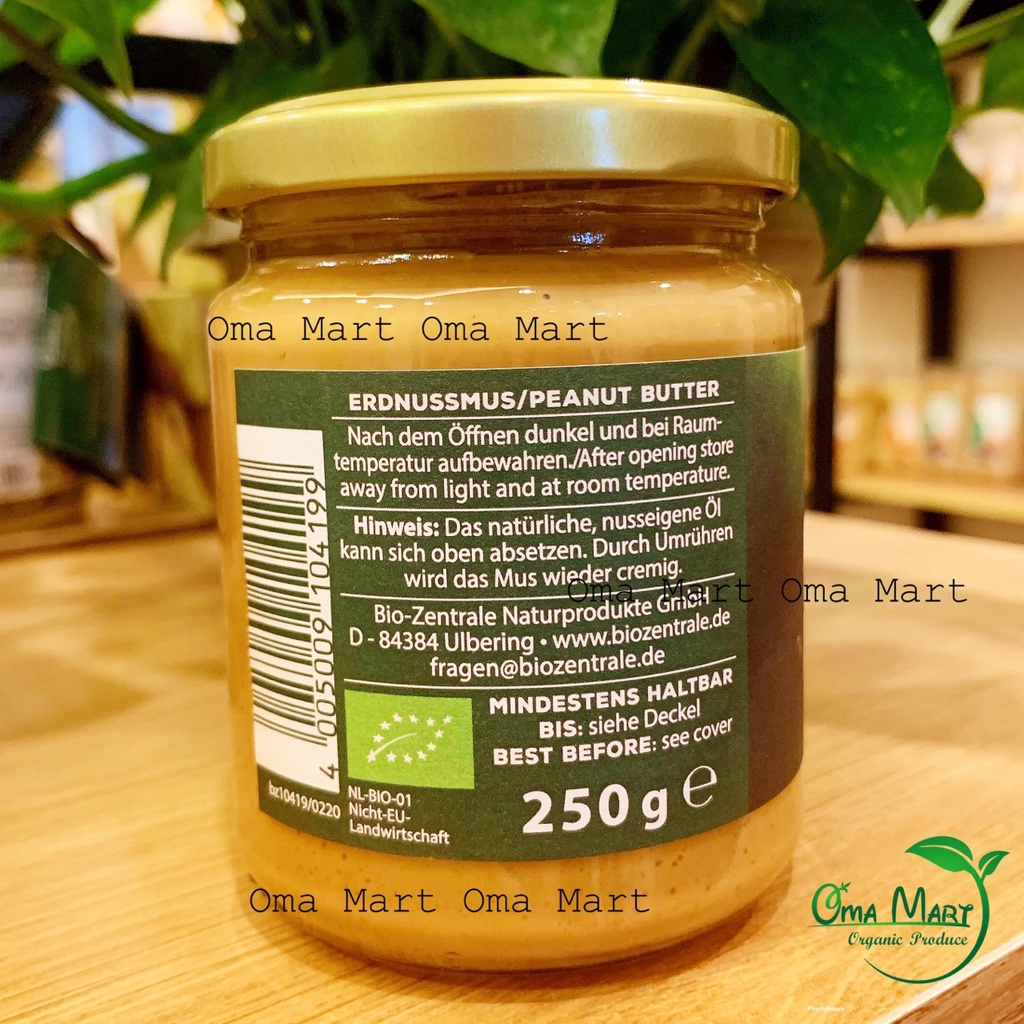 Oma Mart Oma Mart
ERDNUSSMUS/PEANUT BUTTER
Nach dem Öffnen dunkel und bei Raum-
temperatur aufbewahren./After opening store
away from light and at room temperature.
Hinweis: Das natürliche, nusseigene Öl
kann sich oben absetzen. Durch Umrühren
wird das Mus wieder cremig.
Oma Mart Oma Mart
Bio-Zentrale Naturprodukte GmbH
D - 84384 Ulbering • www.biozentrale.de
fragen@biozentrale.de
MINDESTENS HALTBAR
BIS: siehe Deckel
BEST BEFORE: see cover
250 g e
4 005009 104199
bz10419/0220
NL-BIO-01
Nicht-EU-
Landwirtschaft
Oma Mart Oma Mart
OMA MART
Organic Produce